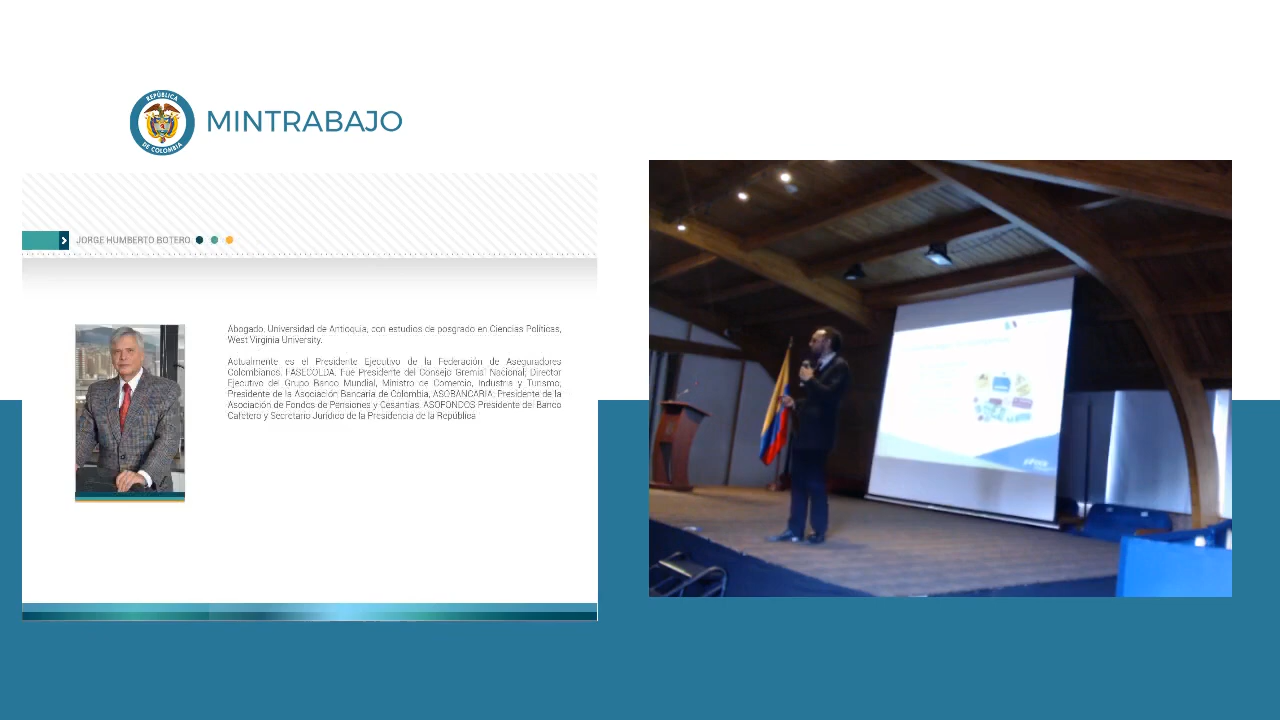 REPÚBLICA
DE COLOMBIA
MINTRABAJO
JORGE HUMBERTO BOTERO
Abogado, Universidad de Antioquia, con estudios de posgrado en Ciencias Políticas,
West Virginia University.
Actualmente es el Presidente Ejecutivo de la Federación de Aseguradores
Colombianos, FASECOLDA. Fue Presidente del Consejo Gremial Nacional; Director
Ejecutivo del Grupo Banco Mundial, Ministro de Comercio, Industria y Turismo,
Presidente de la Asociación Bancaria de Colombia, ASOBANCARIA, Presidente de la
Asociación de Fondos de Pensiones y Cesantías, ASOFONDOS Presidente del Banco
Cafetero y Secretario Jurídico de la Presidencia de la República